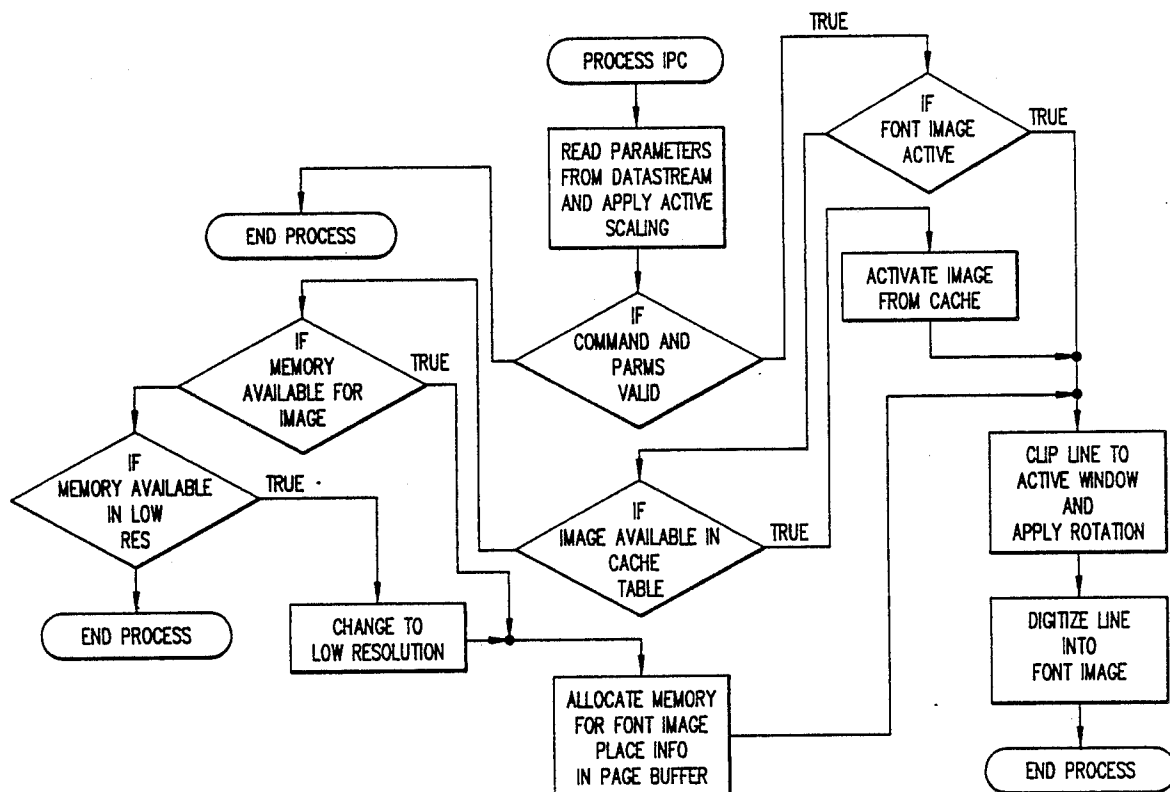 TRUE
PROCESS IPC
IF
FONT IMAGE
ACTIVE
TRUE
READ PARAMETERS
FROM DATASTREAM
AND APPLY ACTIVE
SCALING
END PROCESS
ACTIVATE IMAGE
FROM CACHE
IF
COMMAND AND
PARMS
VALID
IF
MEMORY
AVAILABLE FOR
IMAGE
TRUE
IF
MEMORY AVAILABLE
IN LOW
RES
TRUE
IF
IMAGE AVAILABLE IN
CACHE
TABLE
TRUE
CLIP LINE TO
ACTIVE WINDOW
AND
APPLY ROTATION
END PROCESS
CHANGE TO
LOW RESOLUTION
DIGITIZE LINE
INTO
FONT IMAGE
ALLOCATE MEMORY
FOR FONT IMAGE
PLACE INFO
IN PAGE BUFFER
END PROCESS